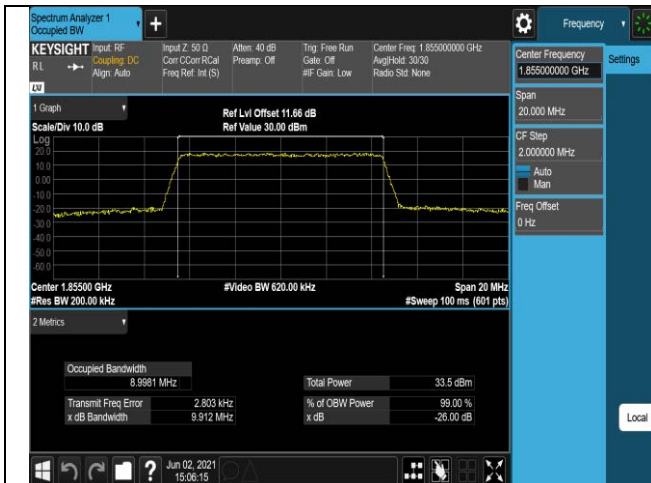 Spectrum Analyzer 1
Occupied BW
Frequency
KEYSIGHT
RL
LXI
Input: RF
Coupling: DC
Align: Auto
Input Z: 50 Ω
Corr CCorr RCal
Freq Ref: Int (S)
Atten: 40 dB
Preamp: Off
Trig: Free Run
Gate: Off
#IF Gain: Low
Center Freq: 1.855000000 GHz
Avg|Hold: 30/30
Radio Std: None
Center Frequency
1.855000000 GHz
Settings
Span
20.000 MHz
CF Step
2.000000 MHz
Auto
Man
Freq Offset
0 Hz
Local
1 Graph
Scale/Div 10.0 dB
Ref Lvl Offset 11.66 dB
Ref Value 30.00 dBm
Log
20.0
10.0
0.00
-10.0
-20.0
-30.0
-40.0
-50.0
-60.0
Center 1.85500 GHz
#Video BW 620.00 kHz
Span 20 MHz
#Res BW 200.00 kHz
#Sweep 100 ms (601 pts)
2 Metrics
Occupied Bandwidth
8.9981 MHz
Total Power 33.5 dBm
Transmit Freq Error 2.803 kHz
% of OBW Power 99.00 %
x dB Bandwidth 9.912 MHz
x dB -26.00 dB
?
Jun 02, 2021
15:06:15